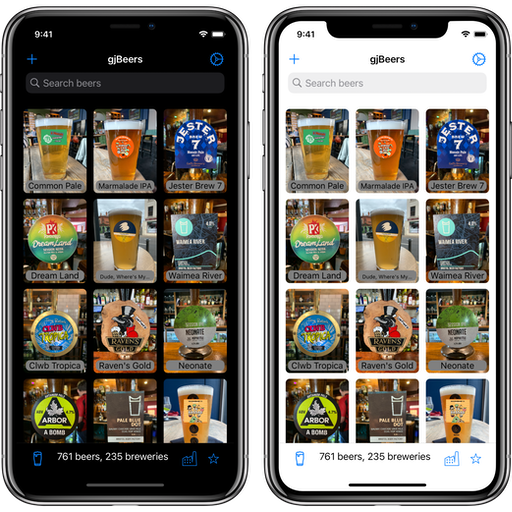 9:41
gjBeers
Search beers
Common Pale
Marmalade IPA
JESTER
BREW
7
Jester Brew 7
PK
DreamLand
Dream Land
Dude, Where's My...
WAIMEA RIVER
Waimea River
CLWB
TROPICA
Clwb Tropica
RAVEN'S
GOLD
Raven's Gold
NEONATE
Neonate
ARBOR
A BOMB
PALE BLUE
DOT
761 beers, 235 breweries
9:41
gjBeers
Search beers
Common Pale
Marmalade IPA
JESTER
BREW
7
Jester Brew 7
PK
DreamLand
Dream Land
Dude, Where's My...
WAIMEA RIVER
Waimea River
CLWB
TROPICA
Clwb Tropica
RAVEN'S
GOLD
Raven's Gold
NEONATE
Neonate
ARBOR
A BOMB
PALE BLUE
DOT
761 beers, 235 breweries